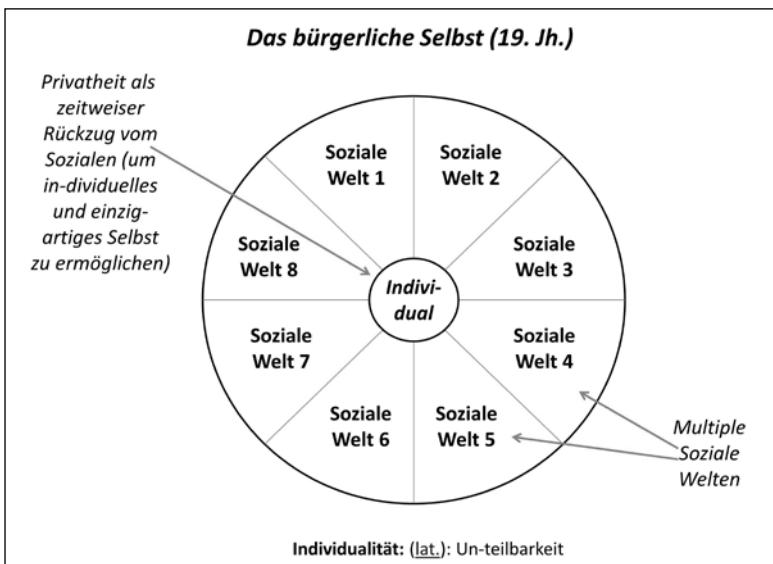 Das bürgerliche Selbst (19. Jh.)
Privatheit als
zeitweiser
Rückzug vom
Sozialen (um
in-dividuelles
und einzig-
artiges Selbst
zu ermöglichen)
Soziale
Welt 1
Soziale
Welt 2
Soziale
Welt 3
Soziale
Welt 4
Soziale
Welt 5
Soziale
Welt 6
Soziale
Welt 7
Soziale
Welt 8
Indivi-
dual
Multiple
Soziale
Welten
Individualität: (lat.): Un-teilbarkeit